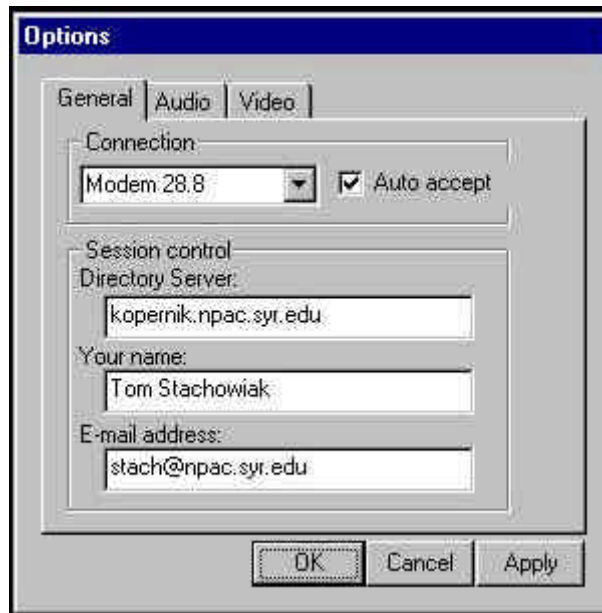 Options
General Audio Video
Connection
Modem 28.8 Auto accept
Session control
Directory Server:
kopernik.npac.syr.edu
Your name:
Tom Stachowiak
E-mail address:
stach@npac.syr.edu
OK Cancel Apply